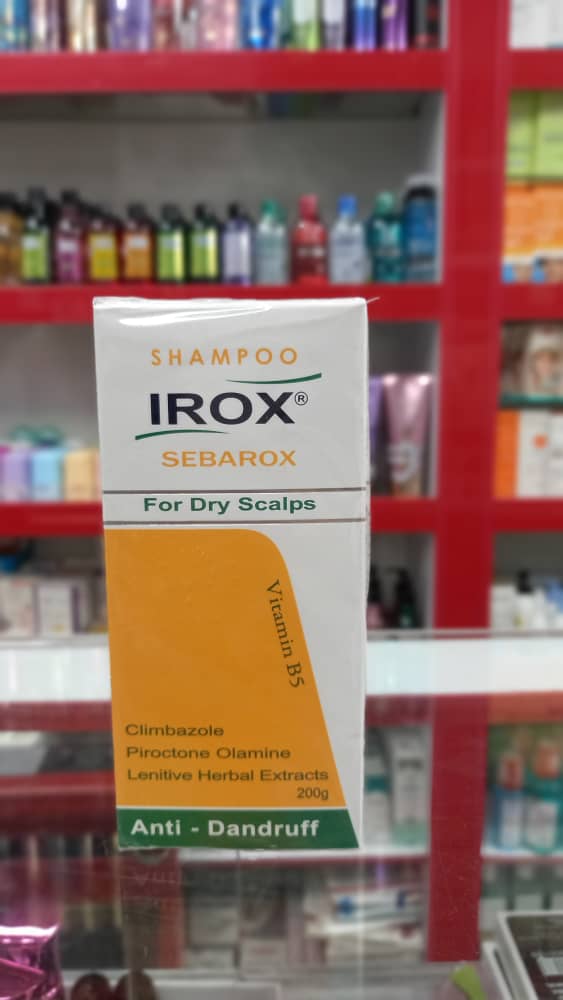 SHAMPOO
IROX®
SEBAROX
For Dry Scalps
Vitamin B5
Climbazole
Piroctone Olamine
Lenitive Herbal Extracts
200g
Anti - Dandruff